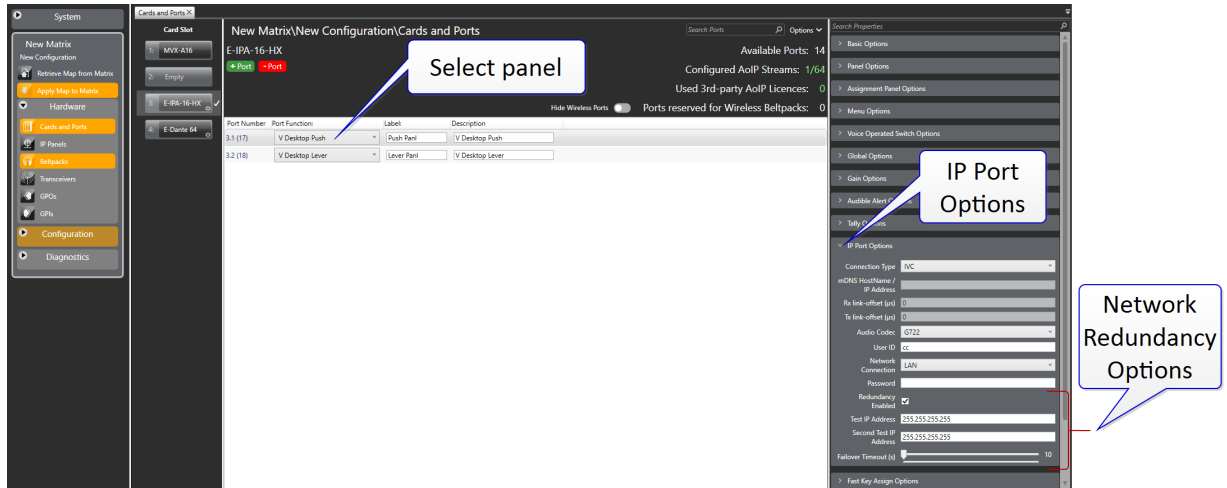 System
New Matrix
New Configuration
Retrieve Map from Matrix
Apply Map to Matrix
Hardware
Cards and Ports
IP Panels
Beltpacks
Transceivers
GPOs
GPIs
Configuration
Diagnostics
Cards and Ports ×
Card Slot
1: MVX-A16
2: Empty
3: E-IPA-16-HX
4: E-Dante 64
New Matrix\New Configuration\Cards and Ports
Search Ports
Options
E-IPA-16-HX
+ Port - Port
Available Ports: 14
Configured AoIP Streams: 1/64
Used 3rd-party AoIP Licences: 0
Hide Wireless Ports
Ports reserved for Wireless Beltpacks: 0
Port Number Port Function: Label: Description
3.1 (17) V Desktop Push Push Panl V Desktop Push
3.2 (18) V Desktop Lever Lever Panl V Desktop Lever
Select panel
Search Properties
Basic Options
Panel Options
Assignment Panel Options
Menu Options
Voice Operated Switch Options
Global Options
Gain Options
Tally Options
IP Port Options
Connection Type IVC
mDNS HostName /
IP Address
Rx link-offset (µs) 0
Tx link-offset (µs) 0
Audio Codec G722
User ID cc
Network
Connection LAN
Password
Redundancy
Enabled
Test IP Address 255.255.255.255
Second Test IP
Address 255.255.255.255
Failover Timeout (s) 10
Fast Key Assign Options
IP Port
Options
Network
Redundancy
Options